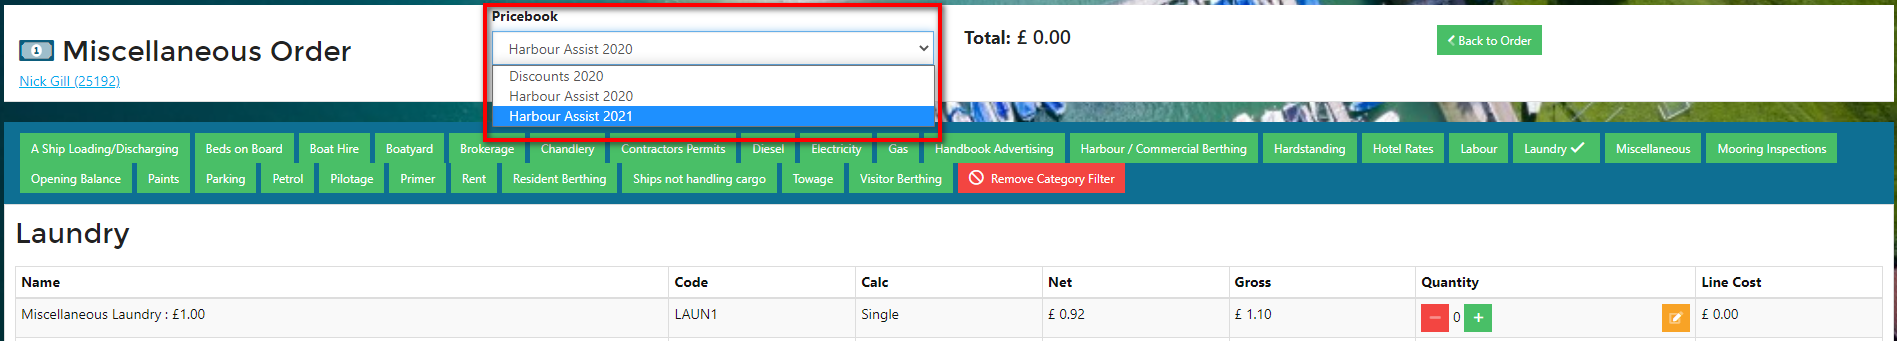 Pricebook
Miscellaneous Order
Nick Gill (25192)
Harbour Assist 2020
Discounts 2020
Harbour Assist 2020
Harbour Assist 2021
Total: £ 0.00
Back to Order
A Ship Loading/Discharging Beds on Board Boat Hire Boatyard Brokerage Chandlery Contractors Permits Diesel Electricity Gas Handbook Advertising Harbour / Commercial Berthing Hardstanding Hotel Rates Labour Laundry Miscellaneous Mooring Inspections
Opening Balance Paints Parking Petrol Pilotage Primer Rent Resident Berthing Ships not handling cargo Towage Visitor Berthing Remove Category Filter
Laundry
Name Code Calc Net Gross Quantity Line Cost
Miscellaneous Laundry : £1.00 LAUN1 Single £ 0.92 £ 1.10 0 £ 0.00